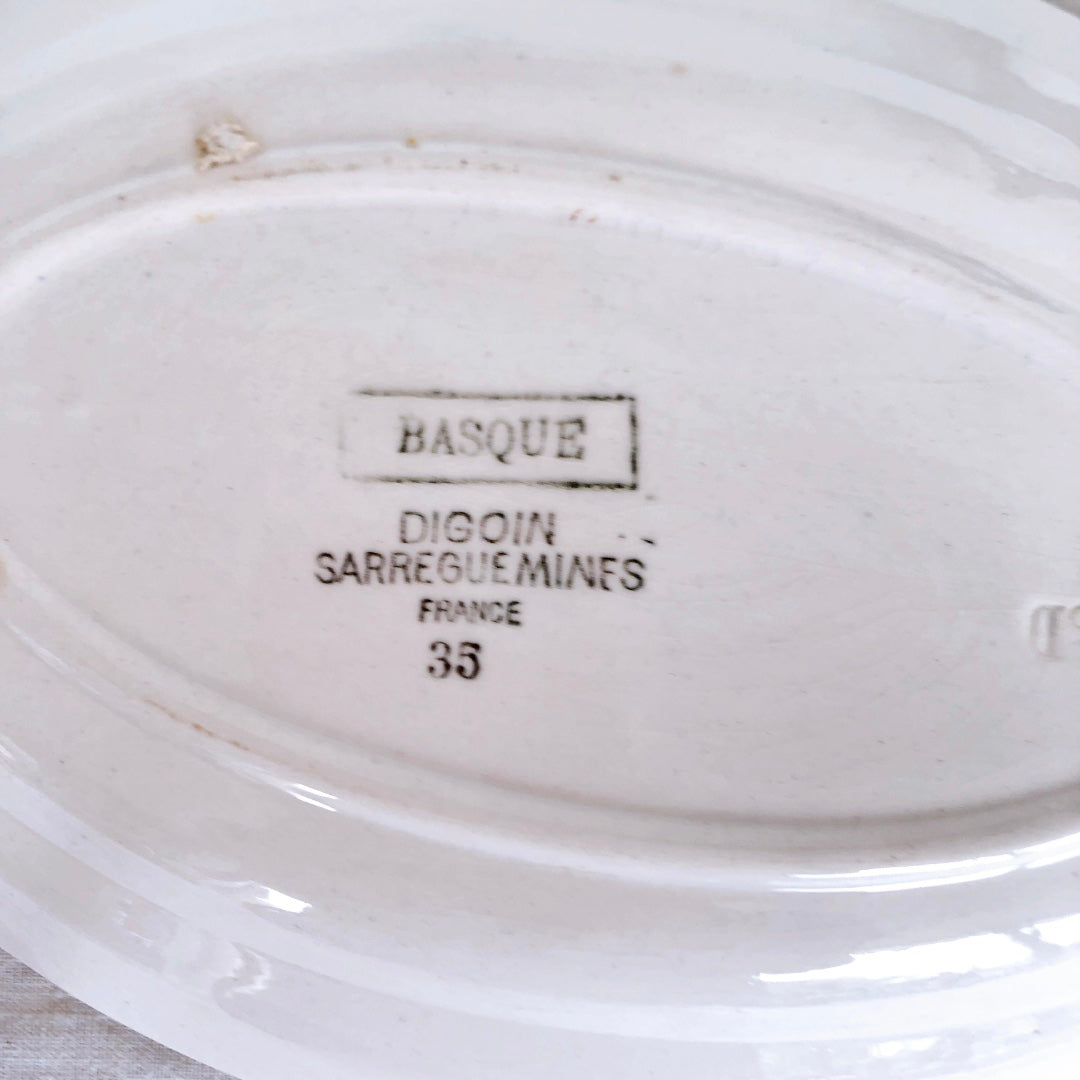 BASQUE
DIGOIN
SARREGUEMINES
FRANCE
35